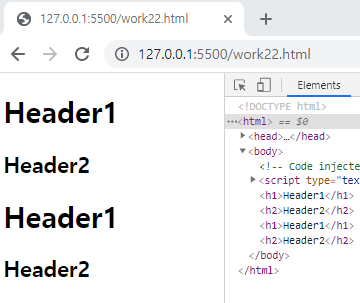 127.0.0.1:5500/work22.html
127.0.0.1:5500/work22.html
Elements
Header1
Header2
Header1
Header2
<!DOCTYPE html>
···<html> == $0
<head>…</head>
<body>
<!-- Code injecte
<script type="tex
<h1>Header1</h1>
<h2>Header2</h2>
<h1>Header1</h1>
<h2>Header2</h2>
</body>
</html>